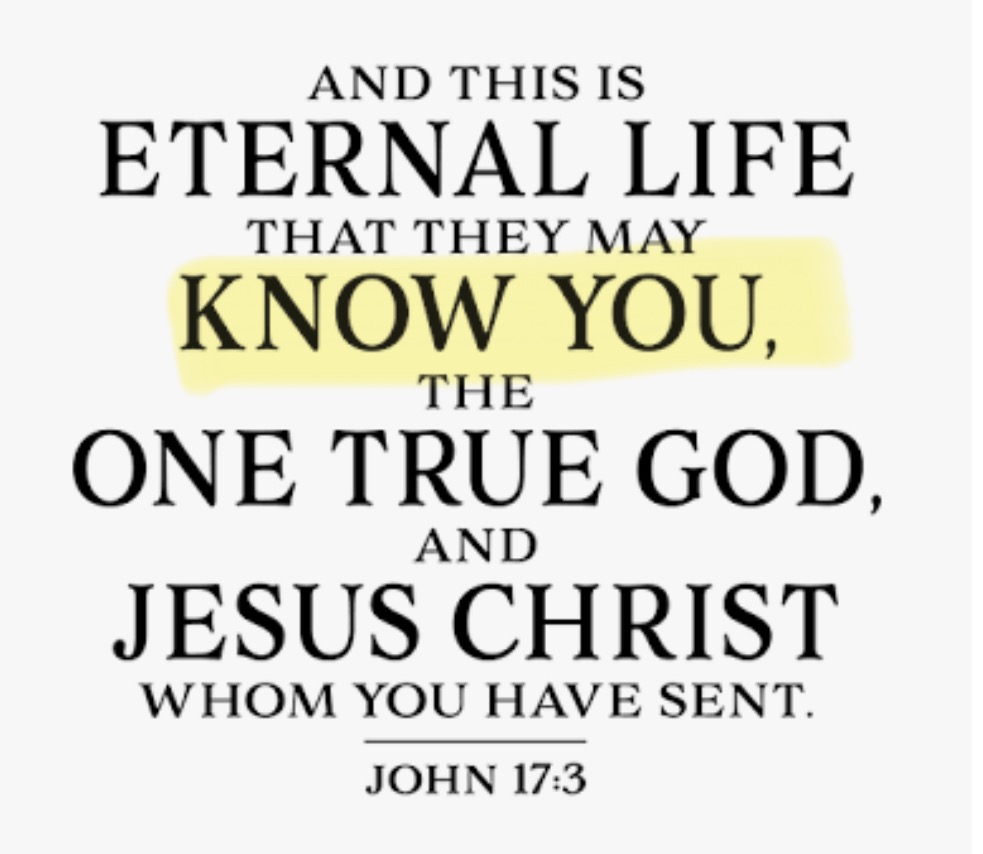 AND THIS IS
ETERNAL LIFE
THAT THEY MAY
KNOW YOU,
THE
ONE TRUE GOD,
AND
JESUS CHRIST
WHOM YOU HAVE SENT.
JOHN 17:3